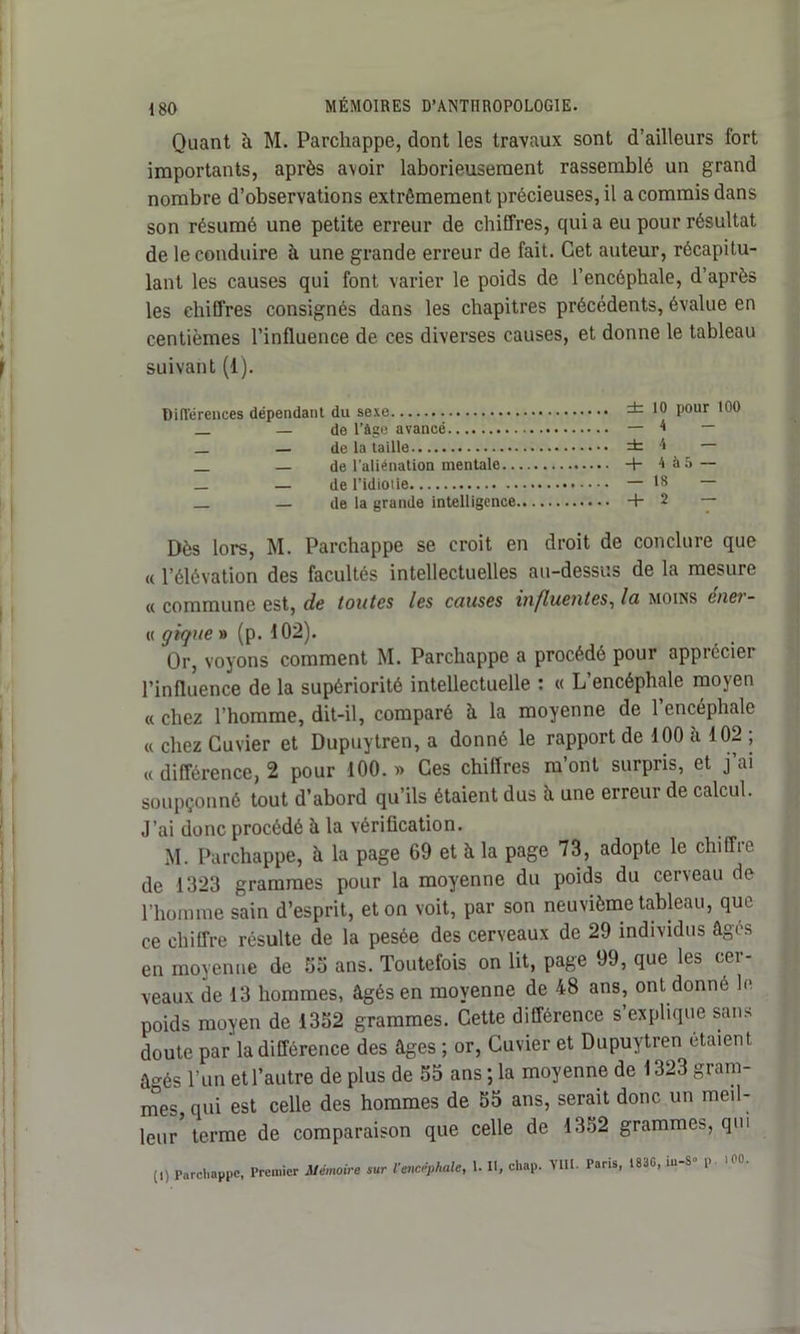 180 MÉMOIRES D'ANTHROPOLOGIE.
Quant à M. Parchappe, dont les travaux sont d'ailleurs fort
importants, après avoir laborieusement rassemblé un grand
nombre d'observations extrêmement précieuses, il a commis dans
son résumé une petite erreur de chiffres, qui a eu pour résultat
de le conduire à une grande erreur de fait. Cet auteur, récapitu-
lant les causes qui font varier le poids de l'encéphale, d'après
les chiffres consignés dans les chapitres précédents, évalue en
centièmes l'influence de ces diverses causes, et donne le tableau
suivant (1).
Différences dépendant du sexe.............................. ± 10 pour 100
— — de l'âge avancé.............................. — 4 —
— — de la taille.............................. ± 4 —
— — de l'aliénation mentale.............................. + 4 à 5 —
— — de l'idiotie.............................. — 18 —
— — de la grande intelligence.............................. + 2 —
Dès lors, M. Parchappe se croit en droit de conclure que
« l'élévation des facultés intellectuelles au-dessus de la mesure
« commune est, de toutes les causes influentes, la MOINS éner-
« gique » (p. 102).
Or, voyons comment M. Parchappe a procédé pour apprécier
l'influence de la supériorité intellectuelle : « L'encéphale moyen
« chez l'homme, dit-il, comparé à la moyenne de l'encéphale
« chez Cuvier et Dupuytren, a donné le rapport de 100 à 102 ;
« différence, 2 pour 100. » Ces chiffres m'ont surpris, et j'ai
soupçonné tout d'abord qu'ils étaient dus à une erreur de calcul.
J'ai donc procédé à la vérification.
M. Parchappe, à la page 69 et à la page 73, adopte le chiffre
de 1323 grammes pour la moyenne du poids du cerveau de
l'homme sain d'esprit, et on voit, par son neuvième tableau, que
ce chiffre résulte de la pesée des cerveaux de 29 individus âgés
en moyenne de 55 ans. Toutefois on lit, page 99, que les cer-
veaux de 13 hommes, âgés en moyenne de 48 ans, ont donné le
poids moyen de 1352 grammes. Cette différence s'explique sans
doute par la différence des âges ; or, Cuvier et Dupuytren étaient
âgés l'un et l'autre de plus de 55 ans ; la moyenne de 1323 gram-
mes, qui est celle des hommes de 55 ans, serait donc un meil-
leur terme de comparaison que celle de 1352 grammes, qui
(1) Parchappe, Premier Mémoire sur l'encéphale, l. II, chap. VIII. Paris, 1836, in-8° p. 100.